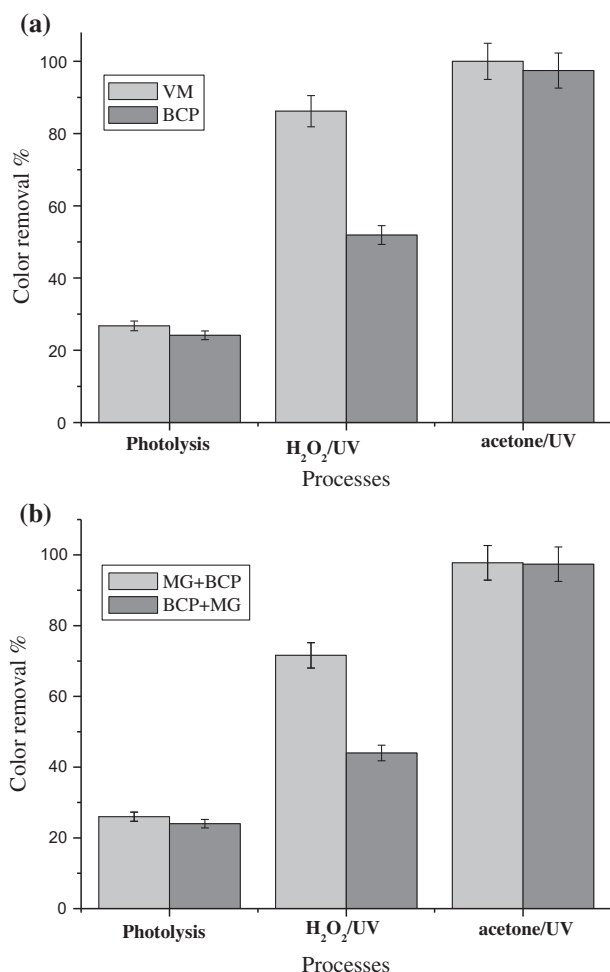 (a)
VM
BCP
Color removal %
100
80
60
40
20
0
Photolysis
H₂O₂/UV
acetone/UV
Processes
(b)
MG+BCP
BCP+MG
Color removal %
100
80
60
40
20
0
Photolysis
H₂O₂/UV
acetone/UV
Processes